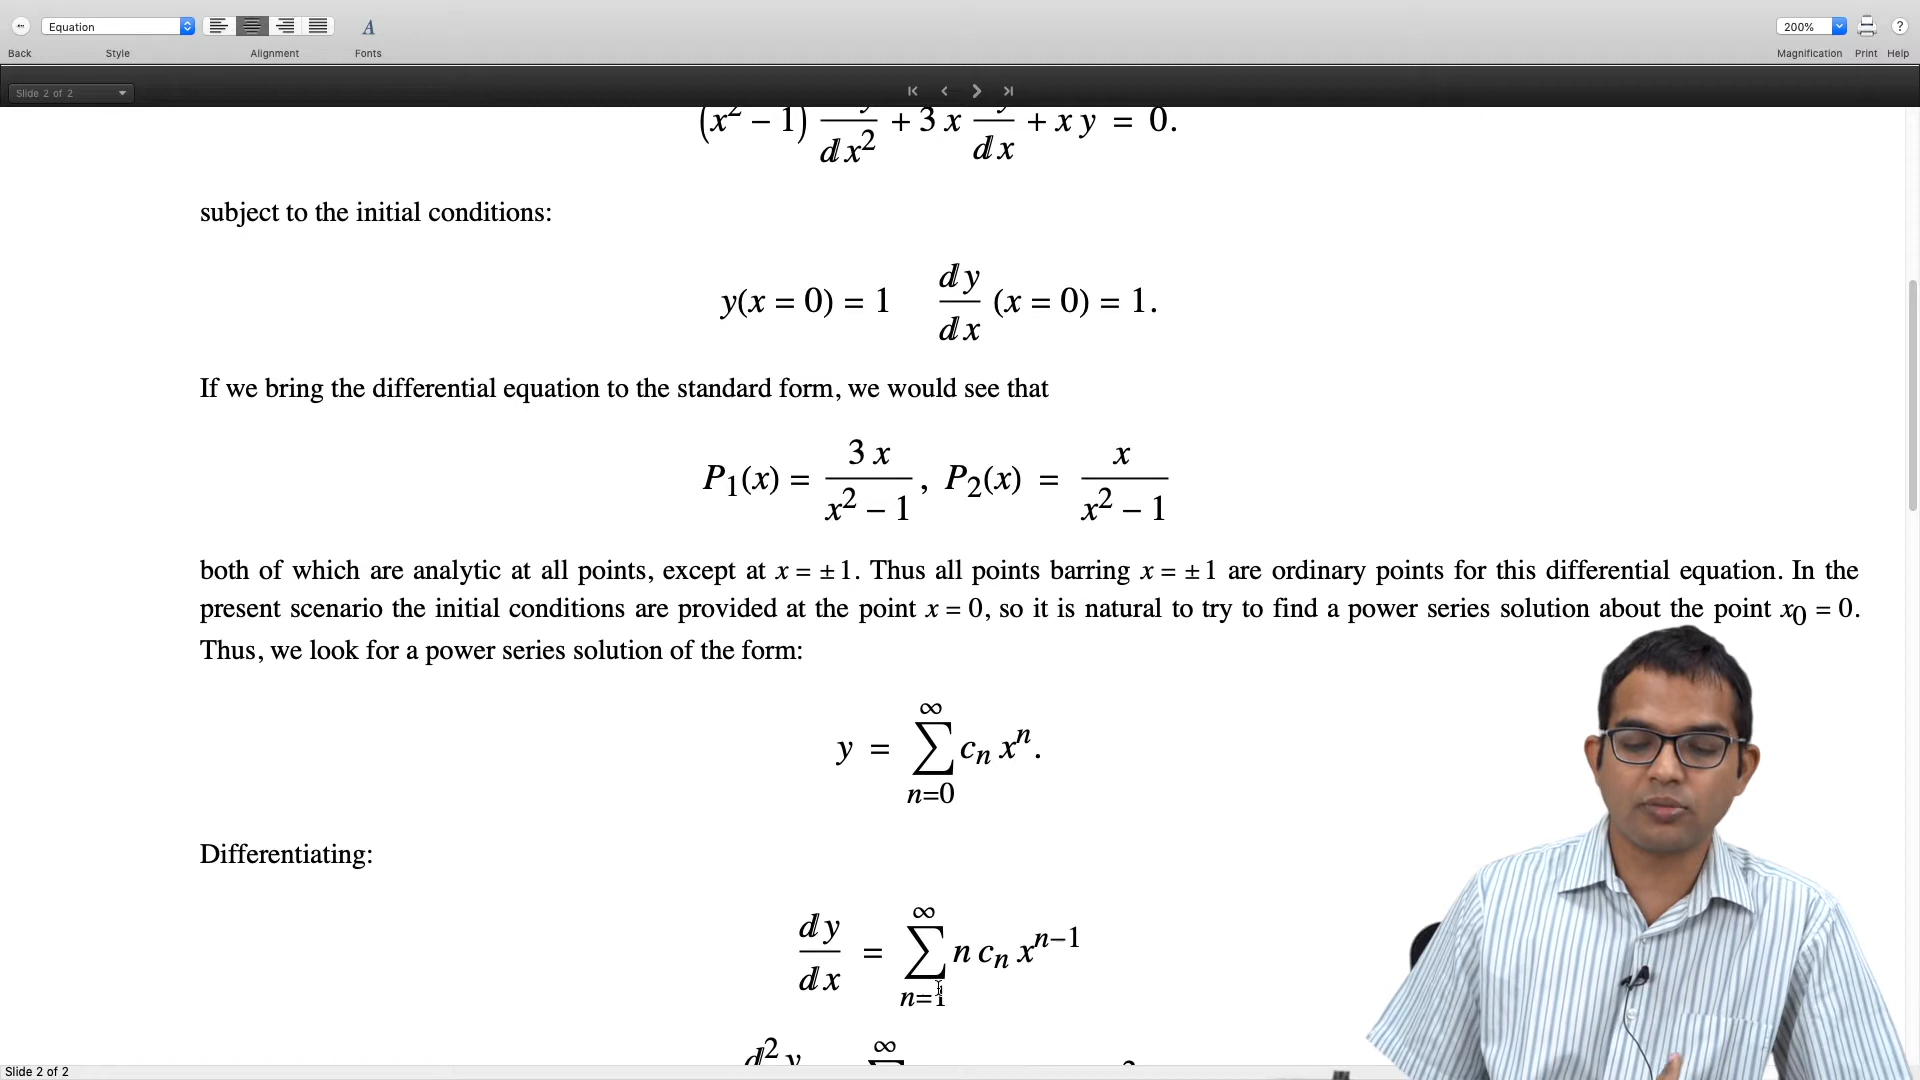 Equation
200%
Back
Style
Alignment
Fonts
Magnification
Print
Help
Slide 2 of 2
(x² − 1) d y / d x² + 3 x y / d x + x y = 0.
subject to the initial conditions:
y(x = 0) = 1 d y / d x (x = 0) = 1.
If we bring the differential equation to the standard form, we would see that
P₁(x) = 3 x / x² − 1 , P₂(x) = x / x² − 1
both of which are analytic at all points, except at x = ± 1. Thus all points barring x = ± 1 are ordinary points for this differential equation. In the
present scenario the initial conditions are provided at the point x = 0, so it is natural to try to find a power series solution about the point x₀ = 0.
Thus, we look for a power series solution of the form:
y = ∑ n=0 ∞ cₙ xⁿ.
Differentiating:
d y / d x = ∑ n=1 ∞ n cₙ xⁿ⁻¹
d² y ∞
Slide 2 of 2